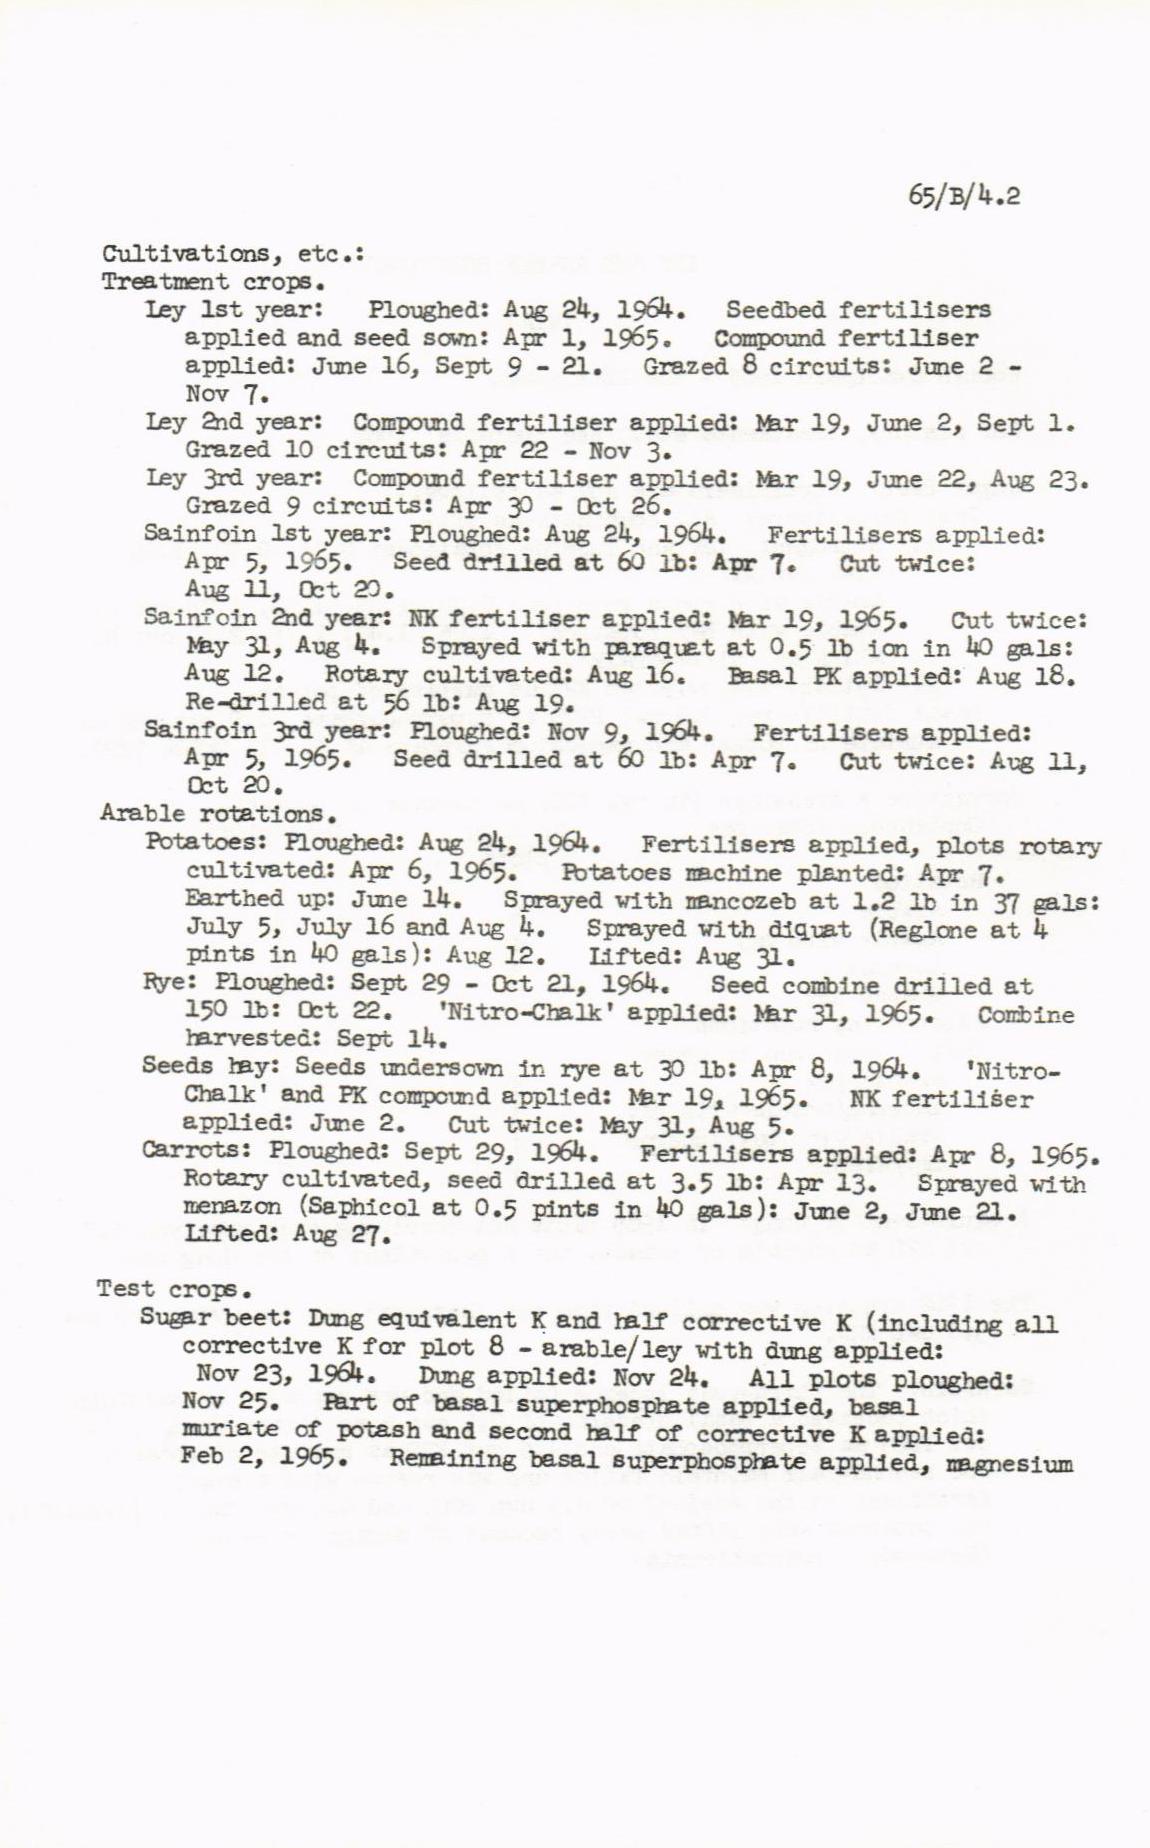 65/B/4.2
Cultivations, etc.:
Treatment crops.
Ley 1st year: Ploughed: Aug 24, 1964. Seedbed fertilisers
applied and seed sown: Apr 1, 1965. Compound fertiliser
applied: June 16, Sept 9 - 21. Grazed 8 circuits: June 2 -
Nov 7.
Ley 2nd year: Compound fertiliser applied: Mar 19, June 2, Sept 1.
Grazed 10 circuits: Apr 22 - Nov 3.
Ley 3rd year: Compound fertiliser applied: Mar 19, June 22, Aug 23.
Grazed 9 circuits: Apr 30 - Oct 26.
Sainfoin 1st year: Ploughed: Aug 24, 1964. Fertilisers applied:
Apr 5, 1965. Seed drilled at 60 lb: Apr 7. Cut twice:
Aug 11, Oct 20.
Sainfoin 2nd year: NK fertiliser applied: Mar 19, 1965. Cut twice:
May 31, Aug 4. Sprayed with paraquat at 0.5 lb ion in 40 gals:
Aug 12. Rotary cultivated: Aug 16. Basal PK applied: Aug 18.
Re-drilled at 56 lb: Aug 19.
Sainfoin 3rd year: Ploughed: Nov 9, 1964. Fertilisers applied:
Apr 5, 1965. Seed drilled at 60 lb: Apr 7. Cut twice: Aug 11,
Oct 20.
Arable rotations.
Potatoes: Ploughed: Aug 24, 1964. Fertilisers applied, plots rotary
cultivated: Apr 6, 1965. Potatoes machine planted: Apr 7.
Earthed up: June 14. Sprayed with mancozeb at 1.2 lb in 37 gals:
July 5, July 16 and Aug 4. Sprayed with diquat (Reglone at 4
pints in 40 gals): Aug 12. Lifted: Aug 31.
Rye: Ploughed: Sept 29 - Oct 21, 1964. Seed combine drilled at
150 lb: Oct 22. 'Nitro-Chalk' applied: Mar 31, 1965. Combine
harvested: Sept 14.
Seeds hay: Seeds undersown in rye at 30 lb: Apr 8, 1964. 'Nitro-
Chalk' and PK compound applied: Mar 19, 1965. NK fertiliser
applied: June 2. Cut twice: May 31, Aug 5.
Carrots: Ploughed: Sept 29, 1964. Fertilisers applied: Apr 8, 1965.
Rotary cultivated, seed drilled at 3.5 lb: Apr 13. Sprayed with
menazon (Saphicol at 0.5 pints in 40 gals): June 2, June 21.
Lifted: Aug 27.
Test crops.
Sugar beet: Dung equivalent K and half corrective K (including all
corrective K for plot 8 - arable/ley with dung applied:
Nov 23, 1964. Dung applied: Nov 24. All plots ploughed:
Nov 25. Part of basal superphosphate applied, basal
muriate of potash and second half of corrective K applied:
Feb 2, 1965. Remaining basal superphosphate applied, magnesium